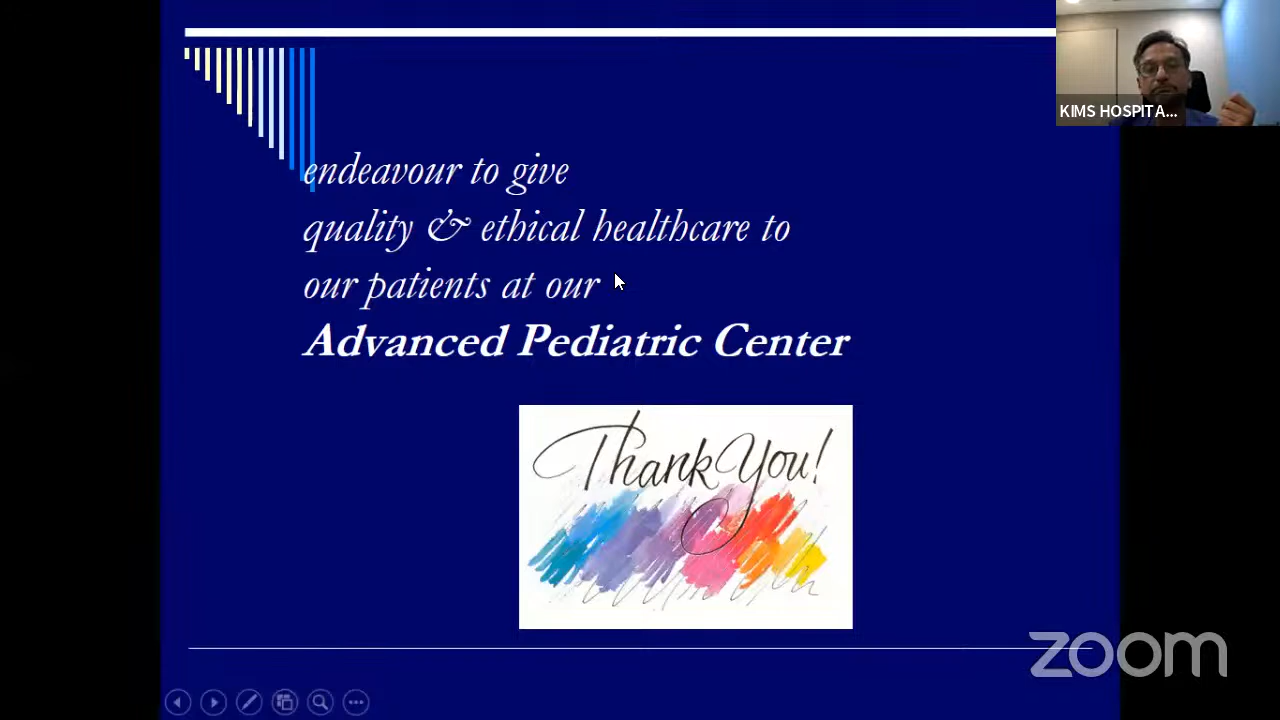 KIMS HOSPITA...
endeavour to give
quality & ethical healthcare to
our patients at our
Advanced Pediatric Center
Thank You!
zoom